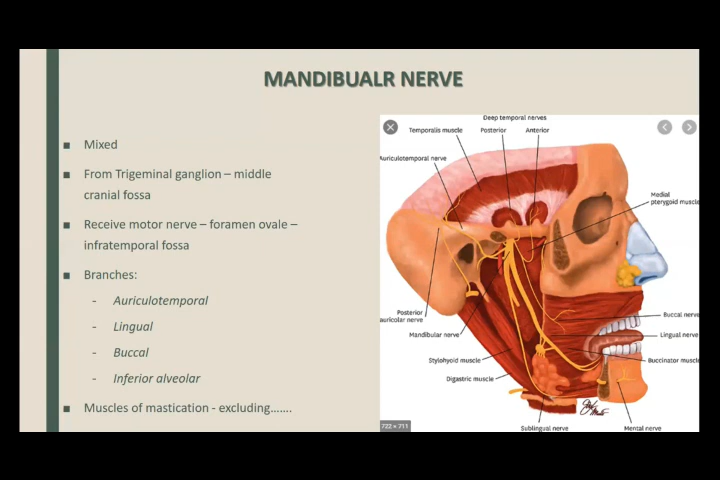 MANDIBUALR NERVE
■ Mixed
■ From Trigeminal ganglion – middle
cranial fossa
■ Receive motor nerve – foramen ovale –
infratemporal fossa
■ Branches:
- Auriculotemporal
- Lingual
- Buccal
- Inferior alveolar
■ Muscles of mastication - excluding…….
Deep temporal nerves
Temporalis muscle
Posterior
Anterior
Auriculotemporal nerve
Medial
pterygoid muscle
Posterior
auricolar nerve
Mandibular nerve
Stylohyoid muscle
Digastric muscle
Buccal nerve
Lingual nerve
Buccinator muscle
Sublingual nerve
Mental nerve
722 × 711